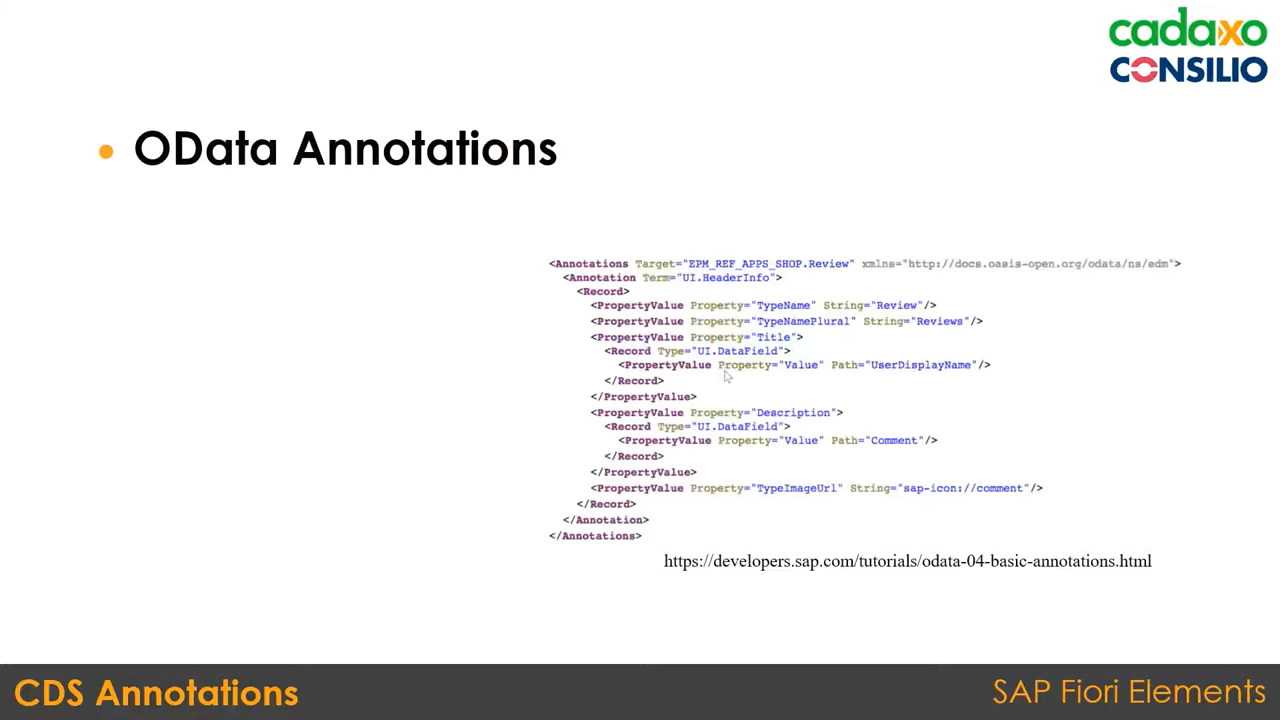 cadaxo
CONSILIO
• OData Annotations
<Annotations Target="EPM_REF_APPS_SHOP.Review" xmlns="http://docs.oasis-open.org/odata/ns/edm">
<Annotation Term="UI.HeaderInfo">
<Record>
<PropertyValue Property="TypeName" String="Review"/>
<PropertyValue Property="TypeNamePlural" String="Reviews"/>
<PropertyValue Property="Title">
<Record Type="UI.DataField">
<PropertyValue Property="Value" Path="UserDisplayName"/>
</Record>
</PropertyValue>
<PropertyValue Property="Description">
<Record Type="UI.DataField">
<PropertyValue Property="Value" Path="Comment"/>
</Record>
</PropertyValue>
<PropertyValue Property="TypeImageUrl" String="sap-icon://comment"/>
</Record>
</Annotation>
</Annotations>
https://developers.sap.com/tutorials/odata-04-basic-annotations.html
CDS Annotations
SAP Fiori Elements